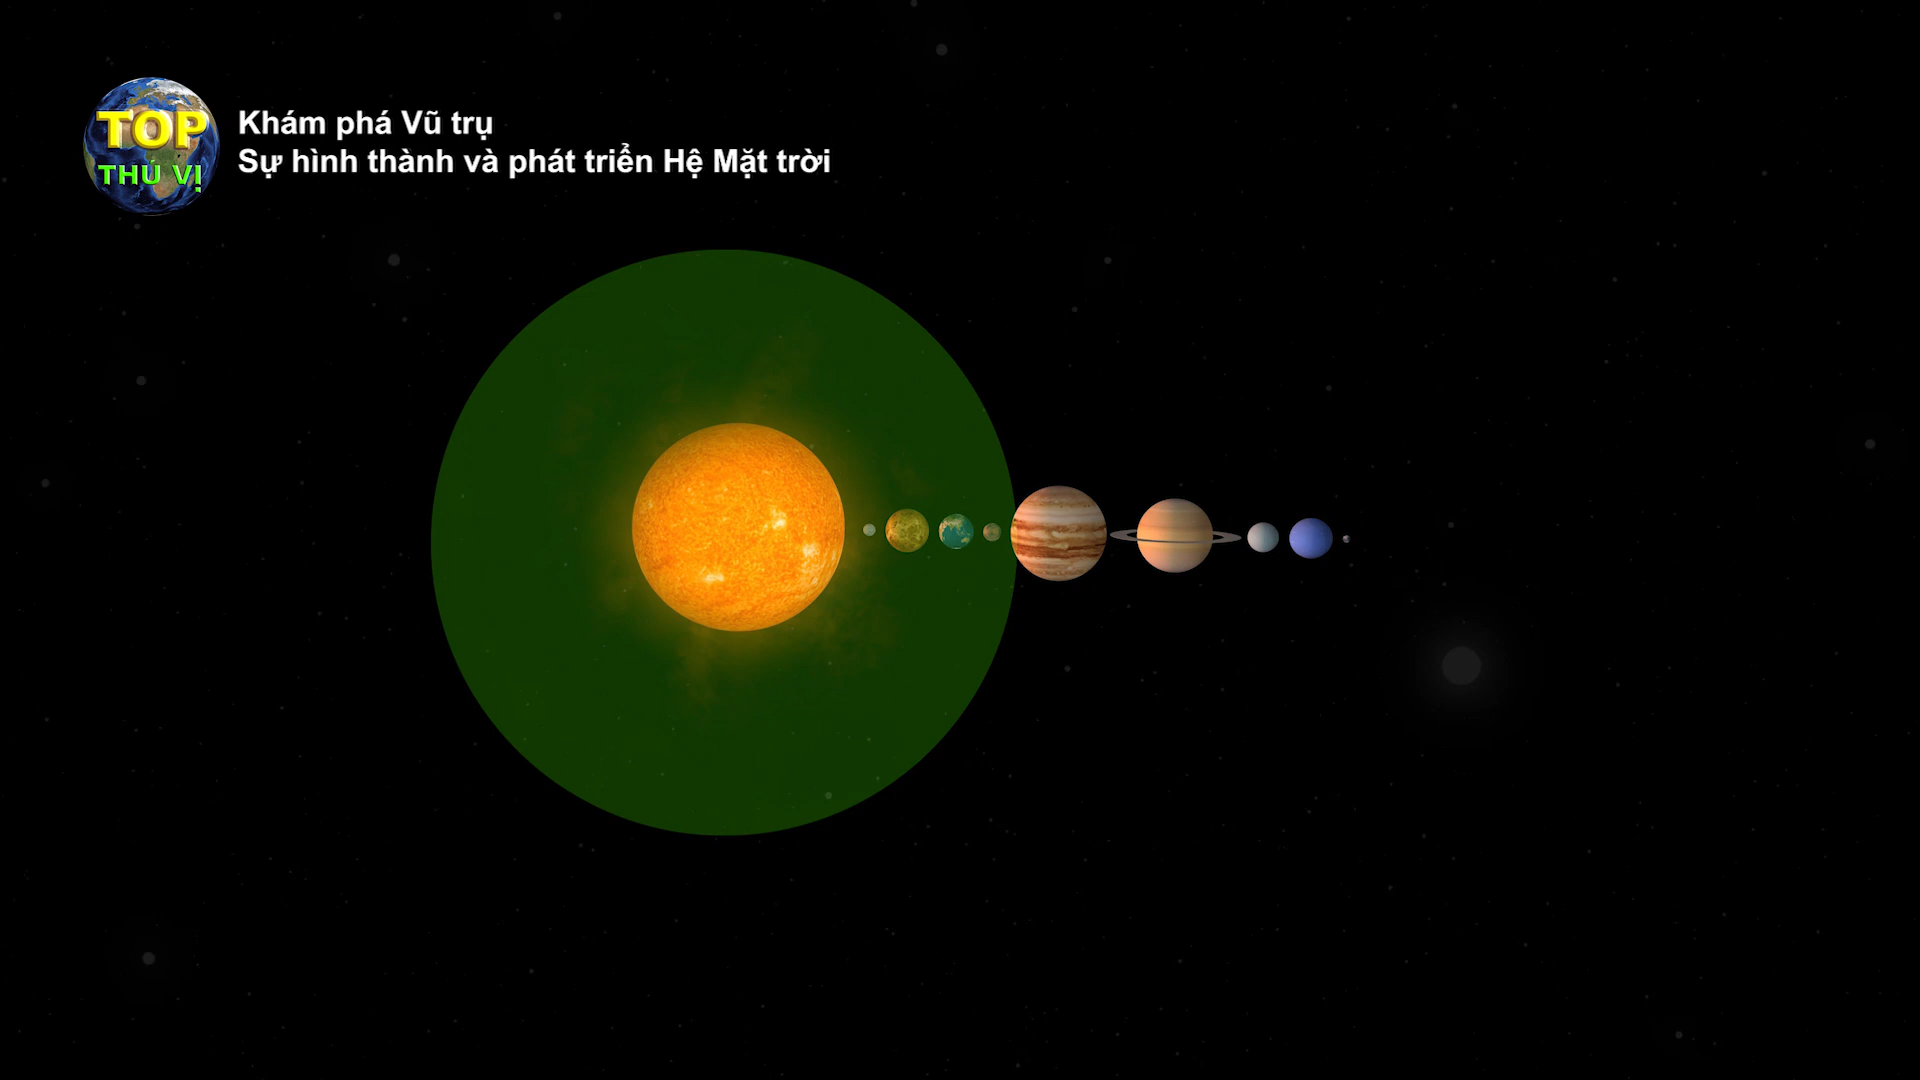 TOP
THÚ VỊ
Khám phá Vũ trụ
Sự hình thành và phát triển Hệ Mặt trời